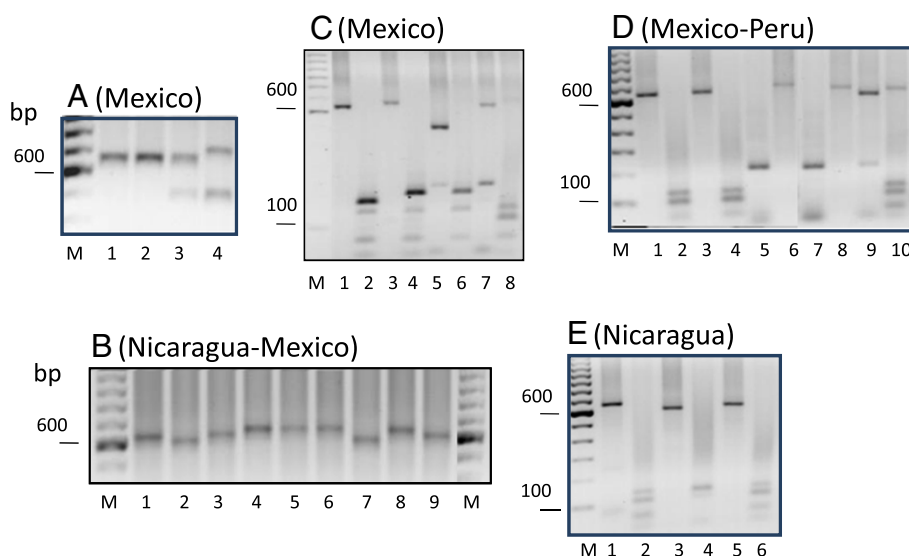 A (Mexico)
bp
600
M 1 2 3 4
C (Mexico)
600
100
M 1 2 3 4 5 6 7 8
D (Mexico-Peru)
600
100
M 1 2 3 4 5 6 7 8 9 10
B (Nicaragua-Mexico)
bp
600
M 1 2 3 4 5 6 7 8 9 M
E (Nicaragua)
600
100
M 1 2 3 4 5 6